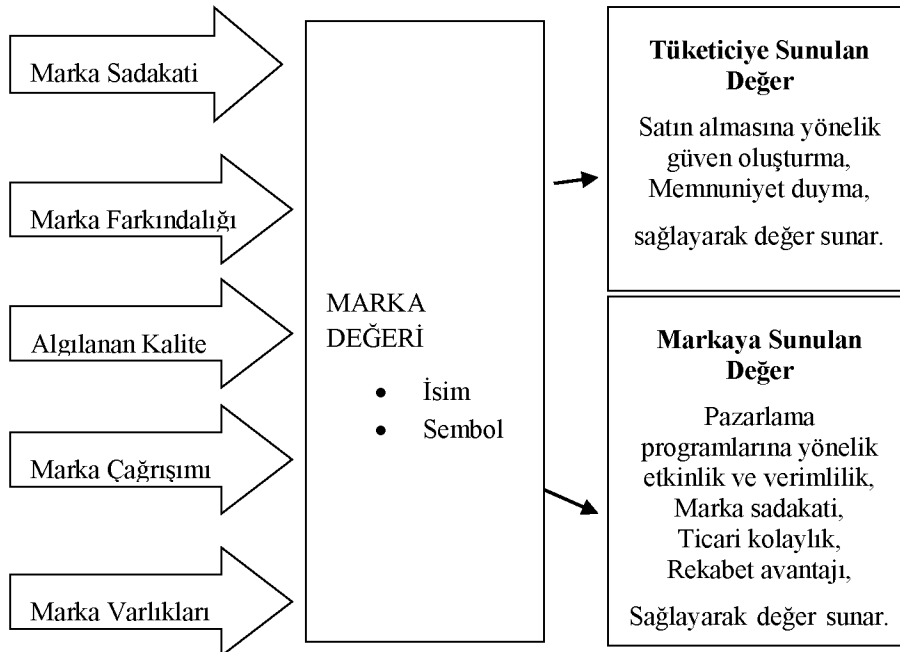 Marka Sadakati
Marka Farkındalığı
Algılanan Kalite
Marka Çağrışımı
Marka Varlıkları
MARKA
DEĞERİ
• İsim
• Sembol
Tüketiciye Sunulan
Değer
Satın almasına yönelik
güven oluşturma,
Memnuniyet duyma,
sağlayarak değer sunar.
Markaya Sunulan
Değer
Pazarlama
programlarına yönelik
etkinlik ve verimlilik,
Marka sadakati,
Ticari kolaylık,
Rekabet avantajı,
Sağlayarak değer sunar.